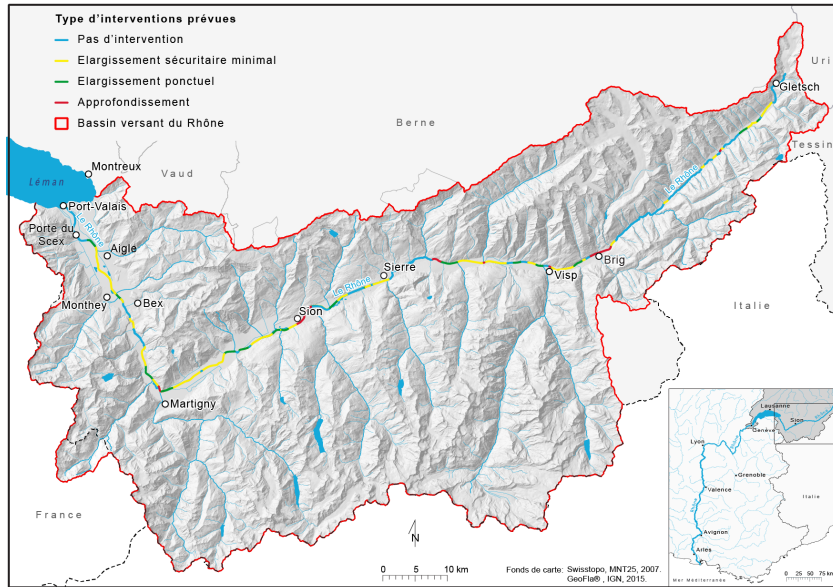 Type d'interventions prévues
Pas d'intervention
Elargissement sécuritaire minimal
Elargissement ponctuel
Approfondissement
Bassin versant du Rhône
Uri
Gletsch
Berne
Tessin
Montreux
Léman
Vaud
Port-Valais
Le Rhône
Porte du
Scex
Aigle
Le Rhône
Sierre
Brig
Visp
Le Rhône
Monthey
Bex
Sion
Italie
Martigny
France
N
0 5 10 km
Fonds de carte: Swisstopo, MNT25, 2007.
GeoFla® , IGN, 2015.
Lausanne
Sion
Genève
Lyon
Grenoble
Valence
Italie
Avignon
Arles
Mer Méditerranée
0 25 50 75 km